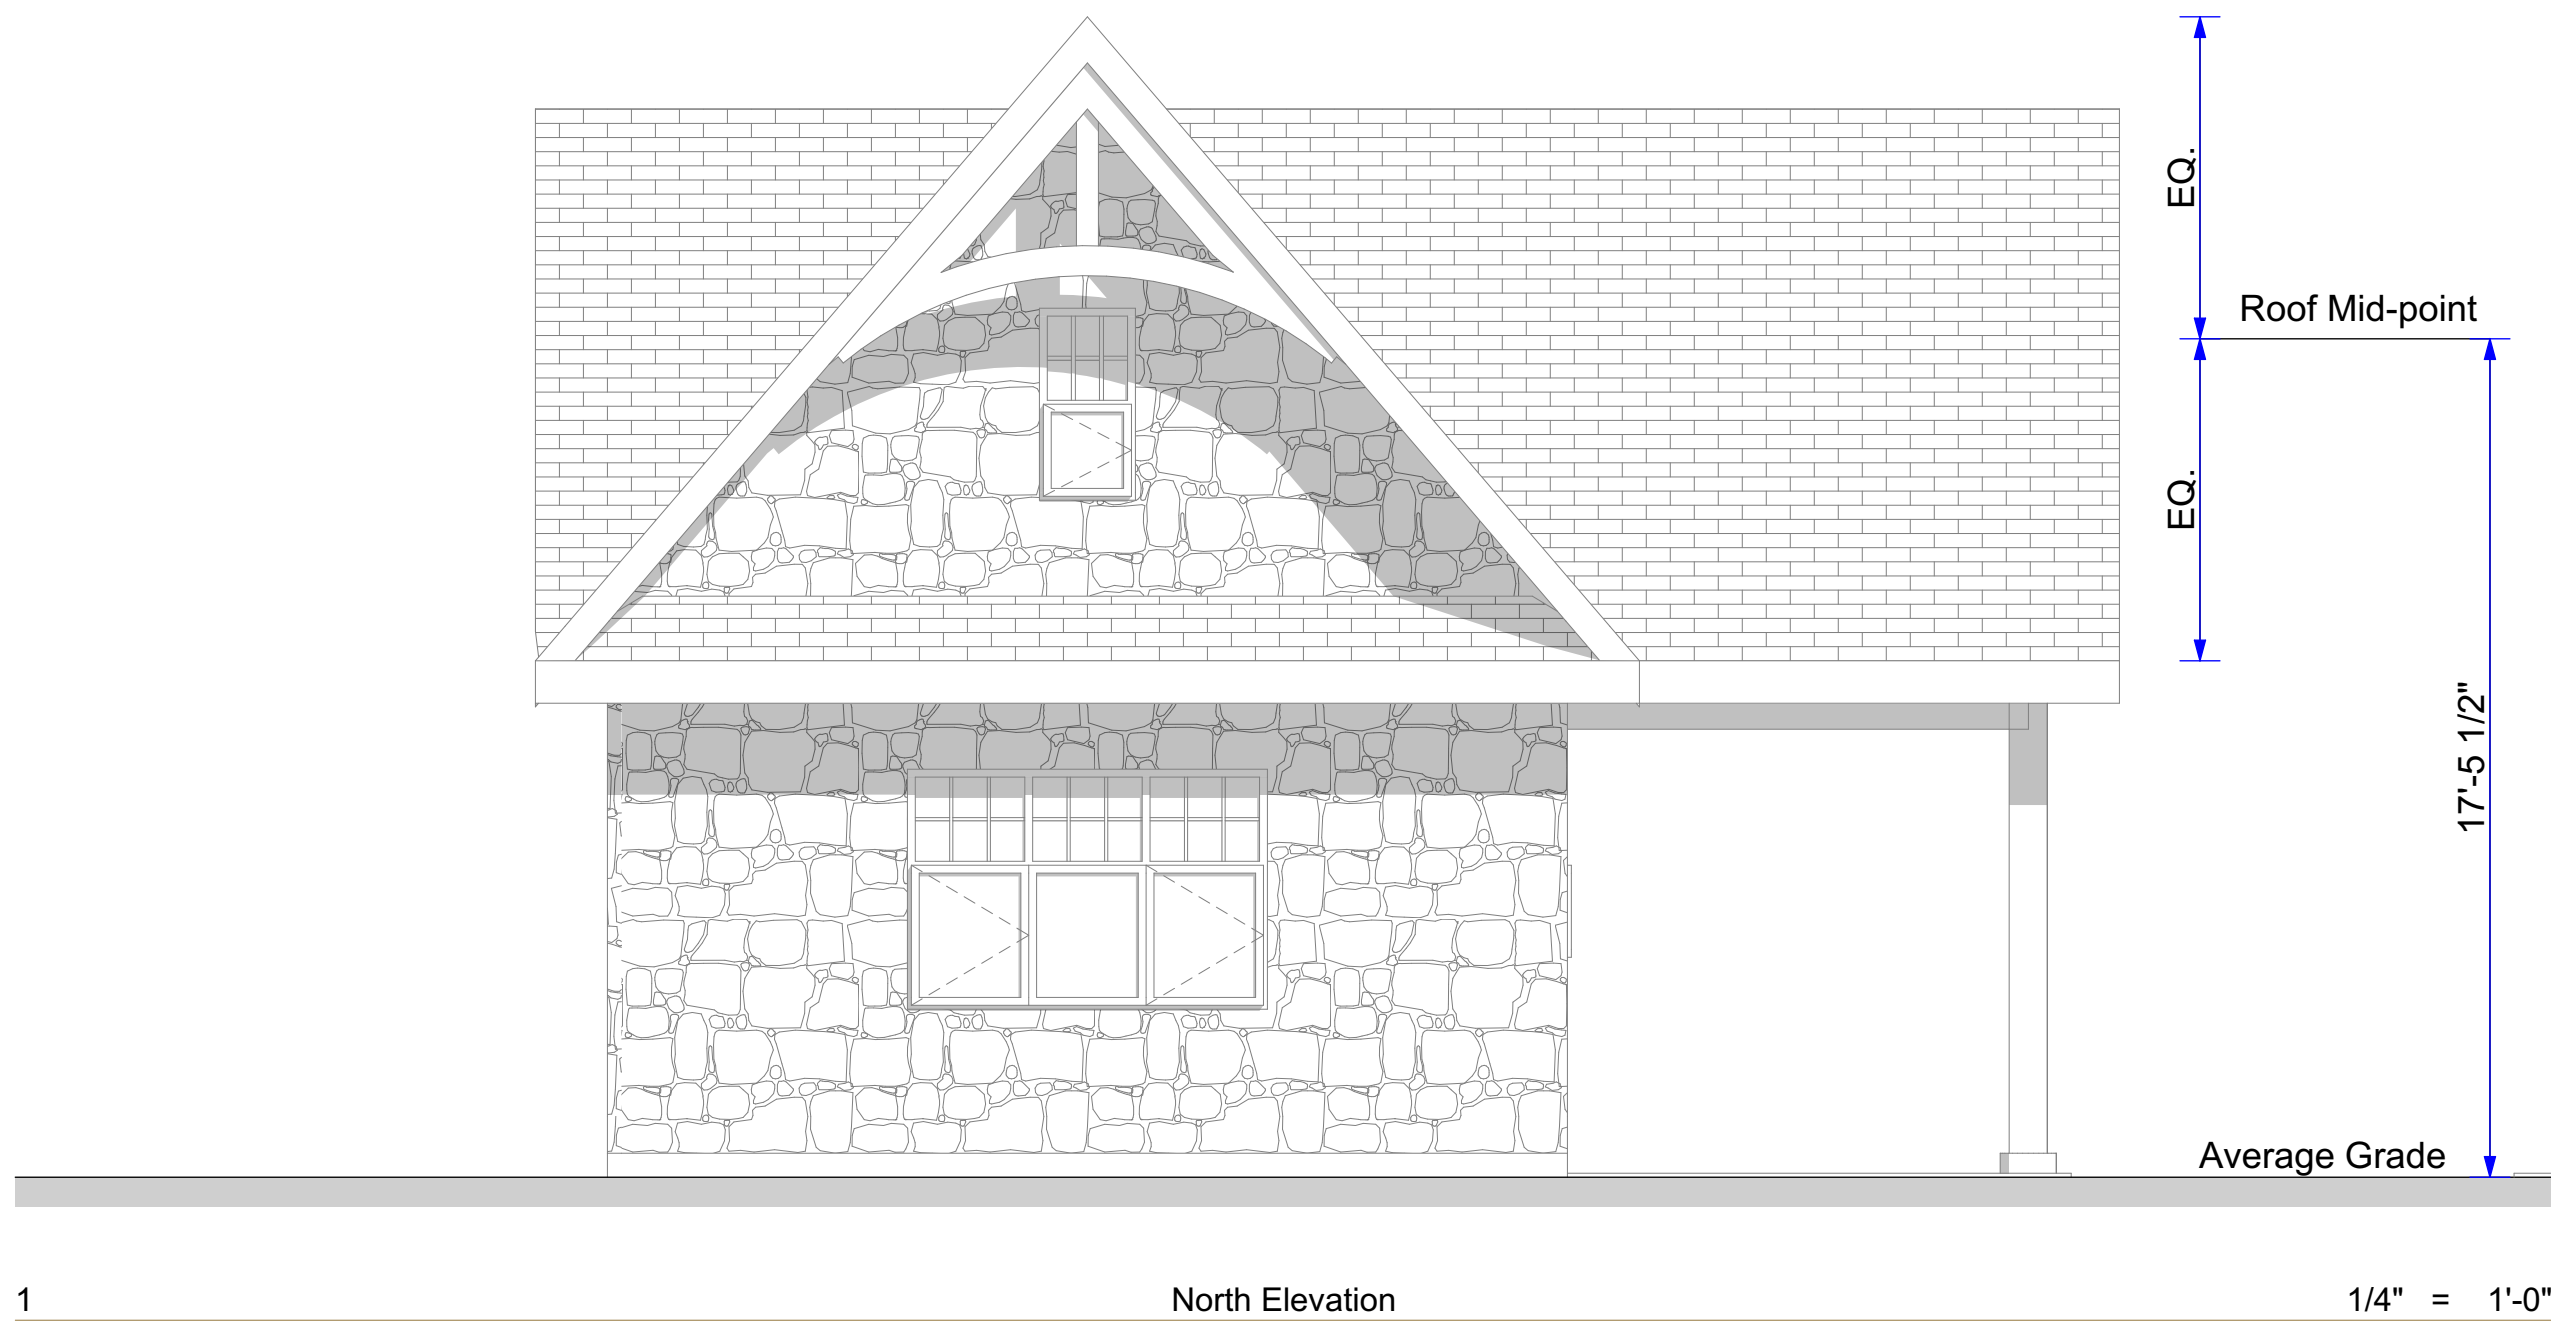 EQ.
Roof Mid-point
EQ.
17'-5 1/2"
Average Grade
1 North Elevation 1/4" = 1'-0"